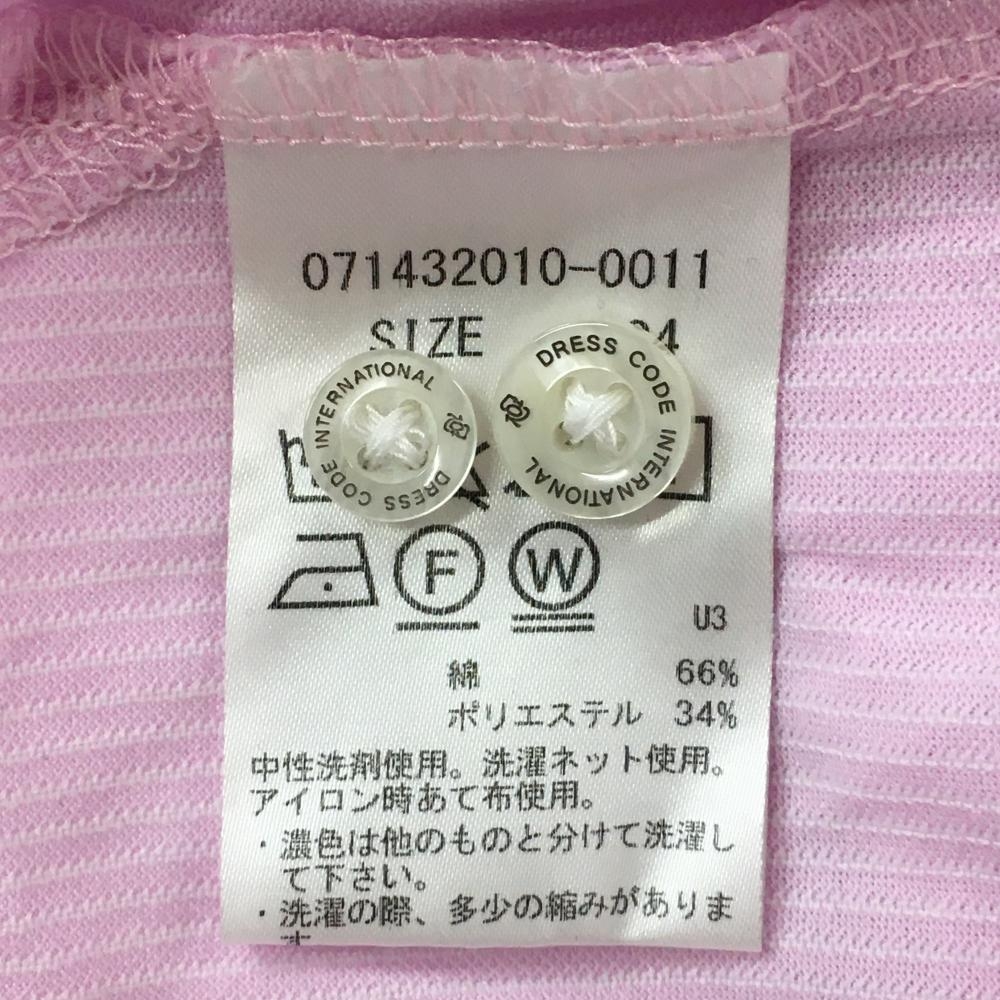 071432010-0011
SIZE
DRESS CODE INTERNATIONAL
DRESS CODE INTERNATIONAL
F
W
U3
綿 66%
ポリエステル 34%
中性洗剤使用。洗濯ネット使用。
アイロン時あて布使用。
・濃色は他のものと分けて洗濯し
て下さい。
・洗濯の際、多少の縮みがありま
す